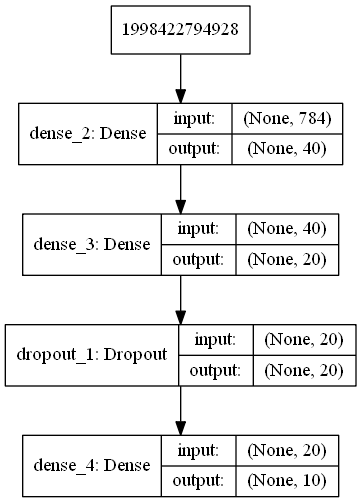 1998422794928
dense_2: Dense
input: (None, 784)
output: (None, 40)
dense_3: Dense
input: (None, 40)
output: (None, 20)
dropout_1: Dropout
input: (None, 20)
output: (None, 20)
dense_4: Dense
input: (None, 20)
output: (None, 10)